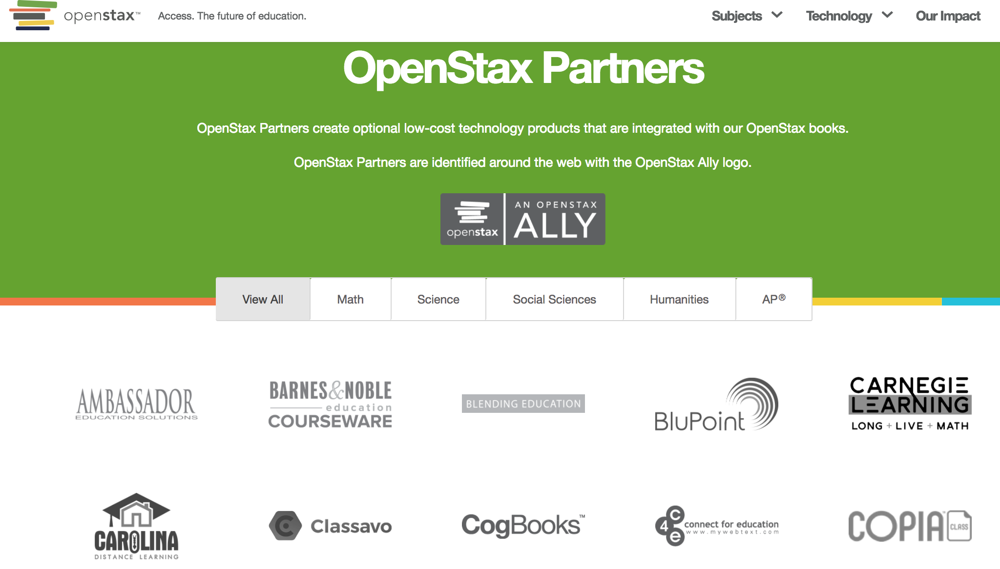 openstax™
Access. The future of education.
Subjects
Technology
Our Impact
OpenStax Partners
OpenStax Partners create optional low-cost technology products that are integrated with our OpenStax books.
OpenStax Partners are identified around the web with the OpenStax Ally logo.
openstax
AN OPENSTAX
ALLY
View All
Math
Science
Social Sciences
Humanities
AP®
AMBASSADOR
EDUCATION SOLUTIONS
BARNES&NOBLE
education
COURSEWARE
BLENDING EDUCATION
BluPoint
CARNEGIE
LEARNING
LONG + LIVE + MATH
CAROLINA
DISTANCE LEARNING
Classavo
CogBooks™
C4e
connect for education
www.mywebtext.com
COPIA™
CLASS